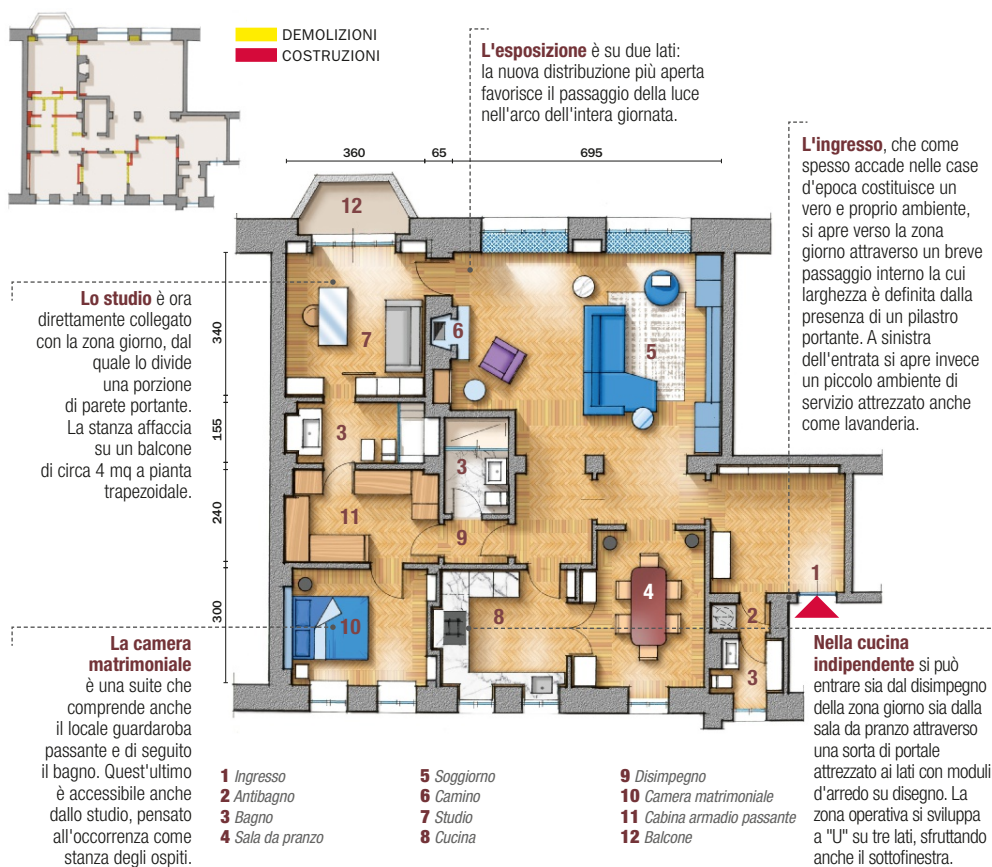 DEMOLIZIONI
COSTRUZIONI
L'esposizione è su due lati:
la nuova distribuzione più aperta
favorisce il passaggio della luce
nell'arco dell'intera giornata.
L'ingresso, che come
spesso accade nelle case
d'epoca costituisce un
vero e proprio ambiente,
si apre verso la zona
giorno attraverso un breve
passaggio interno la cui
larghezza è definita dalla
presenza di un pilastro
portante. A sinistra
dell'entrata si apre invece
un piccolo ambiente di
servizio attrezzato anche
come lavanderia.
360
65
695
12
Lo studio è ora
direttamente collegato
con la zona giorno, dal
quale lo divide
una porzione
di parete portante.
La stanza affaccia
su un balcone
di circa 4 mq a pianta
trapezoidale.
340
155
240
300
7
6
5
3
3
11
9
4
1
2
10
8
3
La camera
matrimoniale
è una suite che
comprende anche
il locale guardaroba
passante e di seguito
il bagno. Quest'ultimo
è accessibile anche
dallo studio, pensato
all'occorrenza come
stanza degli ospiti.
Nella cucina
indipendente si può
entrare sia dal disimpegno
della zona giorno sia dalla
sala da pranzo attraverso
una sorta di portale
attrezzato ai lati con moduli
d'arredo su disegno. La
zona operativa si sviluppa
a "U" su tre lati, sfruttando
anche il sottofinestra.
1 Ingresso
2 Antibagno
3 Bagno
4 Sala da pranzo
5 Soggiorno
6 Camino
7 Studio
8 Cucina
9 Disimpegno
10 Camera matrimoniale
11 Cabina armadio passante
12 Balcone